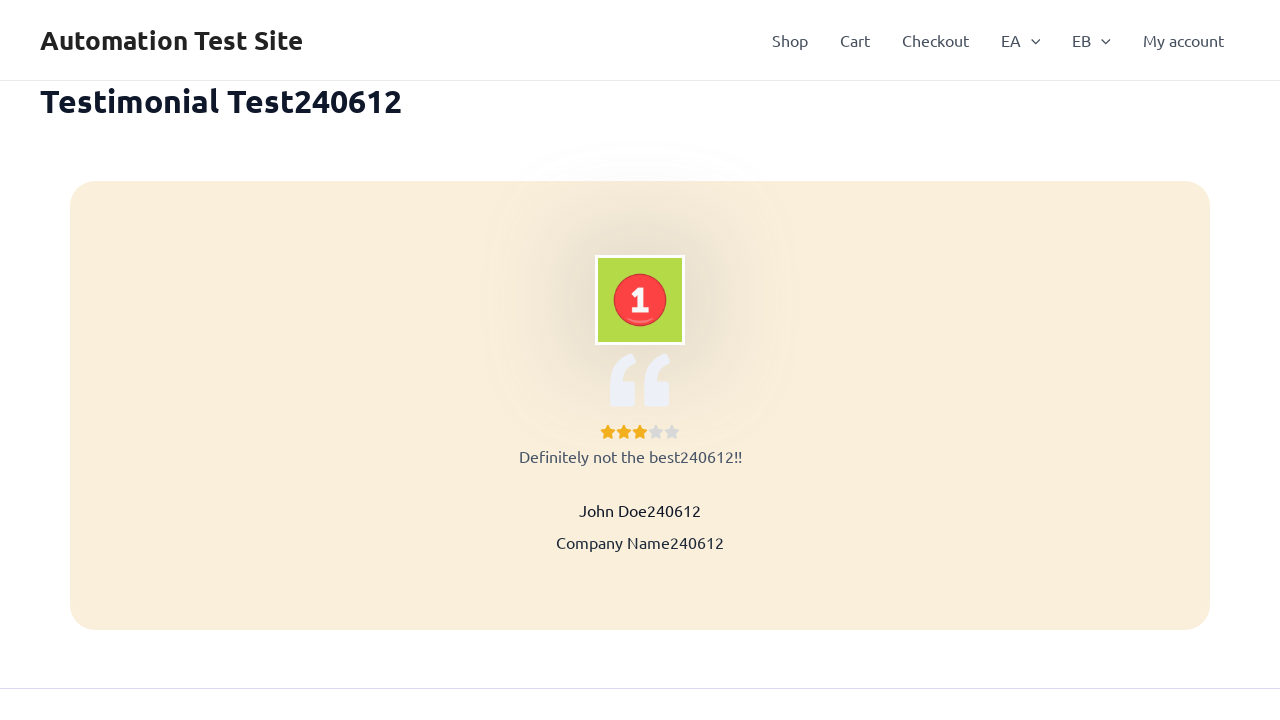 Automation Test Site
Shop Cart Checkout EA EB My account
Testimonial Test240612
1
Definitely not the best240612!!
John Doe240612
Company Name240612